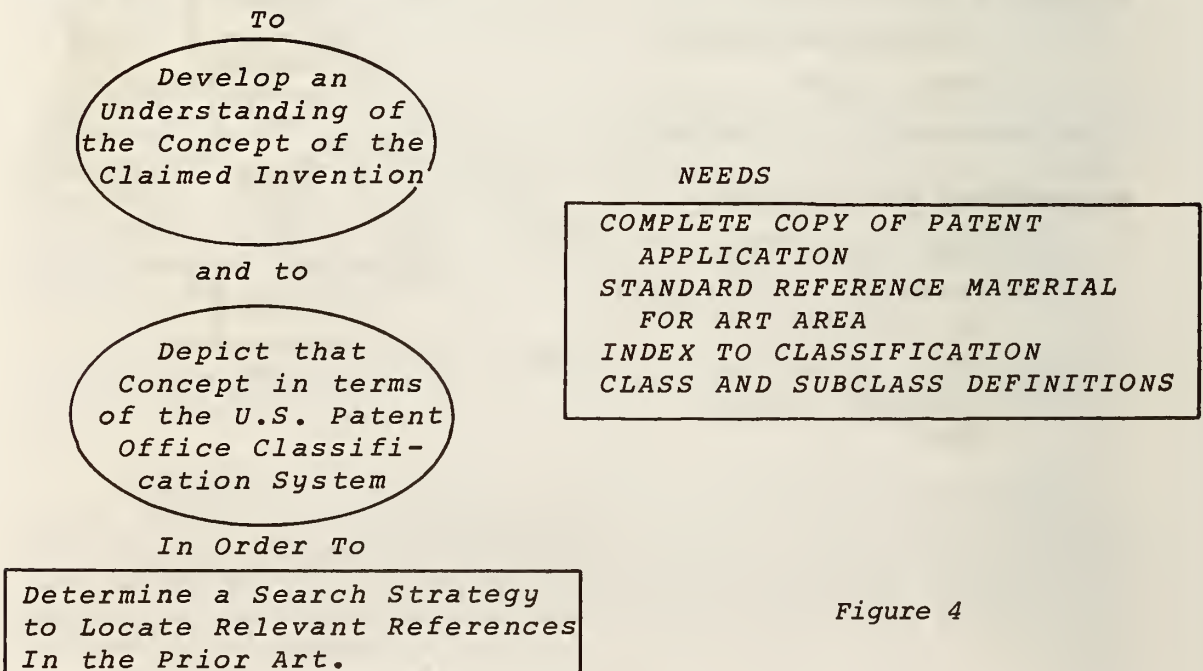 To
Develop an
Understanding of
the Concept of the
Claimed Invention
and to
Depict that
Concept in terms
of the U.S. Patent
Office Classifi-
cation System
In Order To
Determine a Search Strategy
to Locate Relevant References
In the Prior Art.
NEEDS
COMPLETE COPY OF PATENT
APPLICATION
STANDARD REFERENCE MATERIAL
FOR ART AREA
INDEX TO CLASSIFICATION
CLASS AND SUBCLASS DEFINITIONS
Figure 4